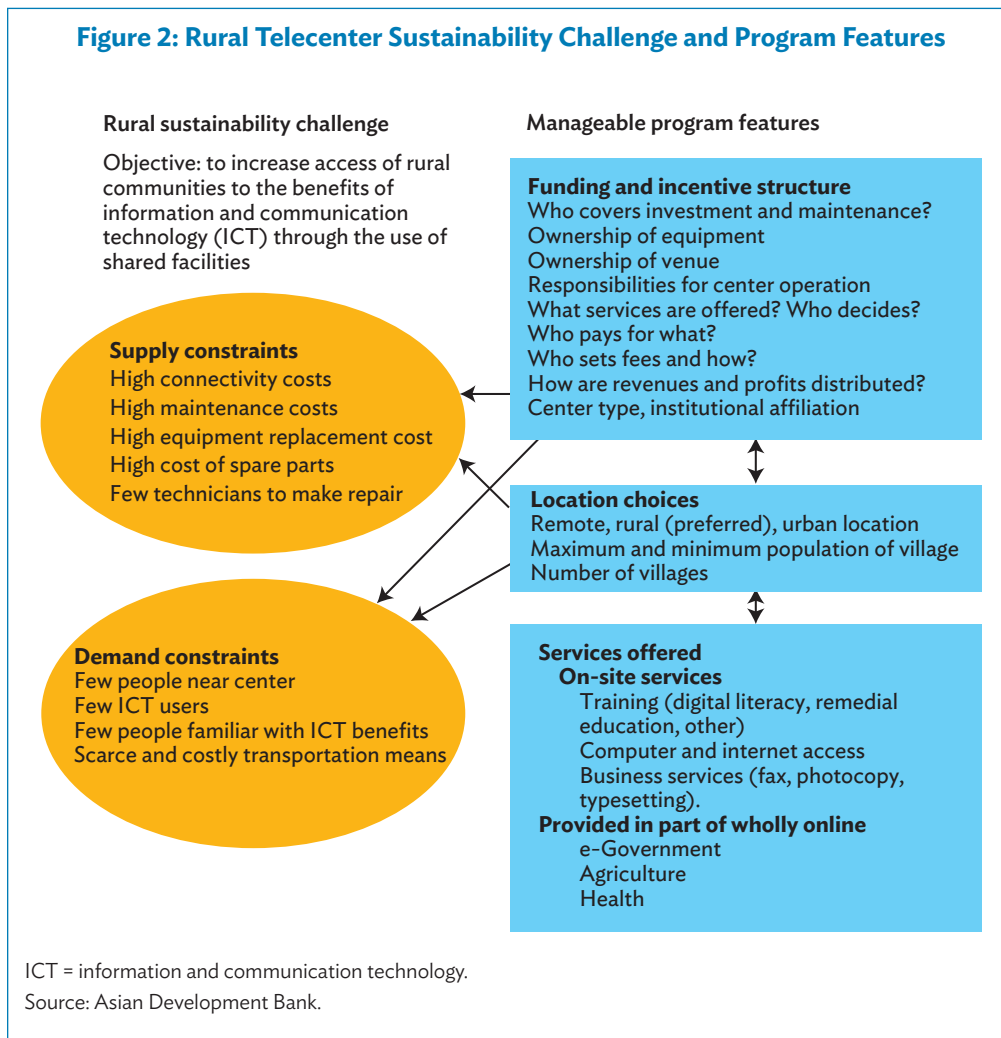 Figure 2: Rural Telecenter Sustainability Challenge and Program Features
Rural sustainability challenge
Objective: to increase access of rural
communities to the benefits of
information and communication
technology (ICT) through the use of
shared facilities
Supply constraints
High connectivity costs
High maintenance costs
High equipment replacement cost
High cost of spare parts
Few technicians to make repair
Demand constraints
Few people near center
Few ICT users
Few people familiar with ICT benefits
Scarce and costly transportation means
Manageable program features
Funding and incentive structure
Who covers investment and maintenance?
Ownership of equipment
Ownership of venue
Responsibilities for center operation
What services are offered? Who decides?
Who pays for what?
Who sets fees and how?
How are revenues and profits distributed?
Center type, institutional affiliation
Location choices
Remote, rural (preferred), urban location
Maximum and minimum population of village
Number of villages
Services offered
On-site services
Training (digital literacy, remedial
education, other)
Computer and internet access
Business services (fax, photocopy,
typesetting).
Provided in part of wholly online
e-Government
Agriculture
Health
ICT = information and communication technology.
Source: Asian Development Bank.